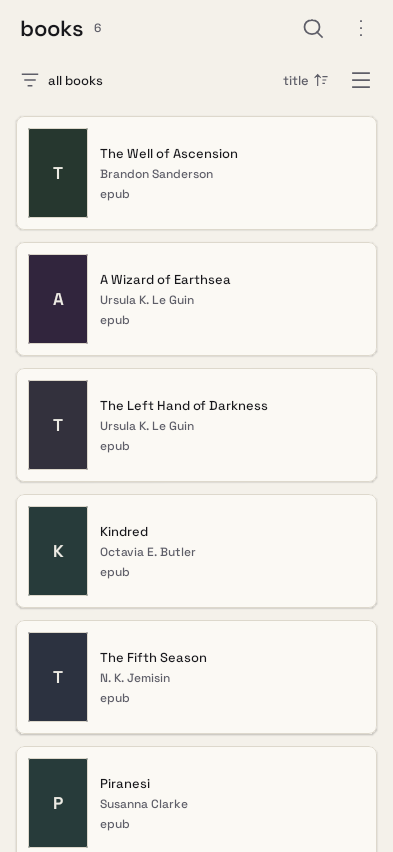 books 6
all books title
T
The Well of Ascension
Brandon Sanderson
epub
A
A Wizard of Earthsea
Ursula K. Le Guin
epub
T
The Left Hand of Darkness
Ursula K. Le Guin
epub
K
Kindred
Octavia E. Butler
epub
T
The Fifth Season
N. K. Jemisin
epub
P
Piranesi
Susanna Clarke
epub